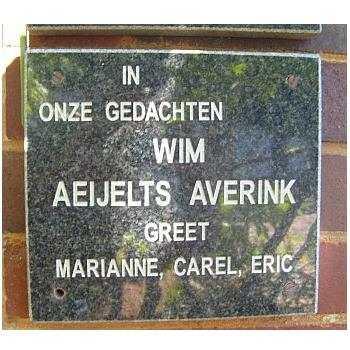 IN
ONZE GEDACHTEN
WIM
AEIJELTS AVERINK
GREET
MARIANNE, CAREL, ERIC